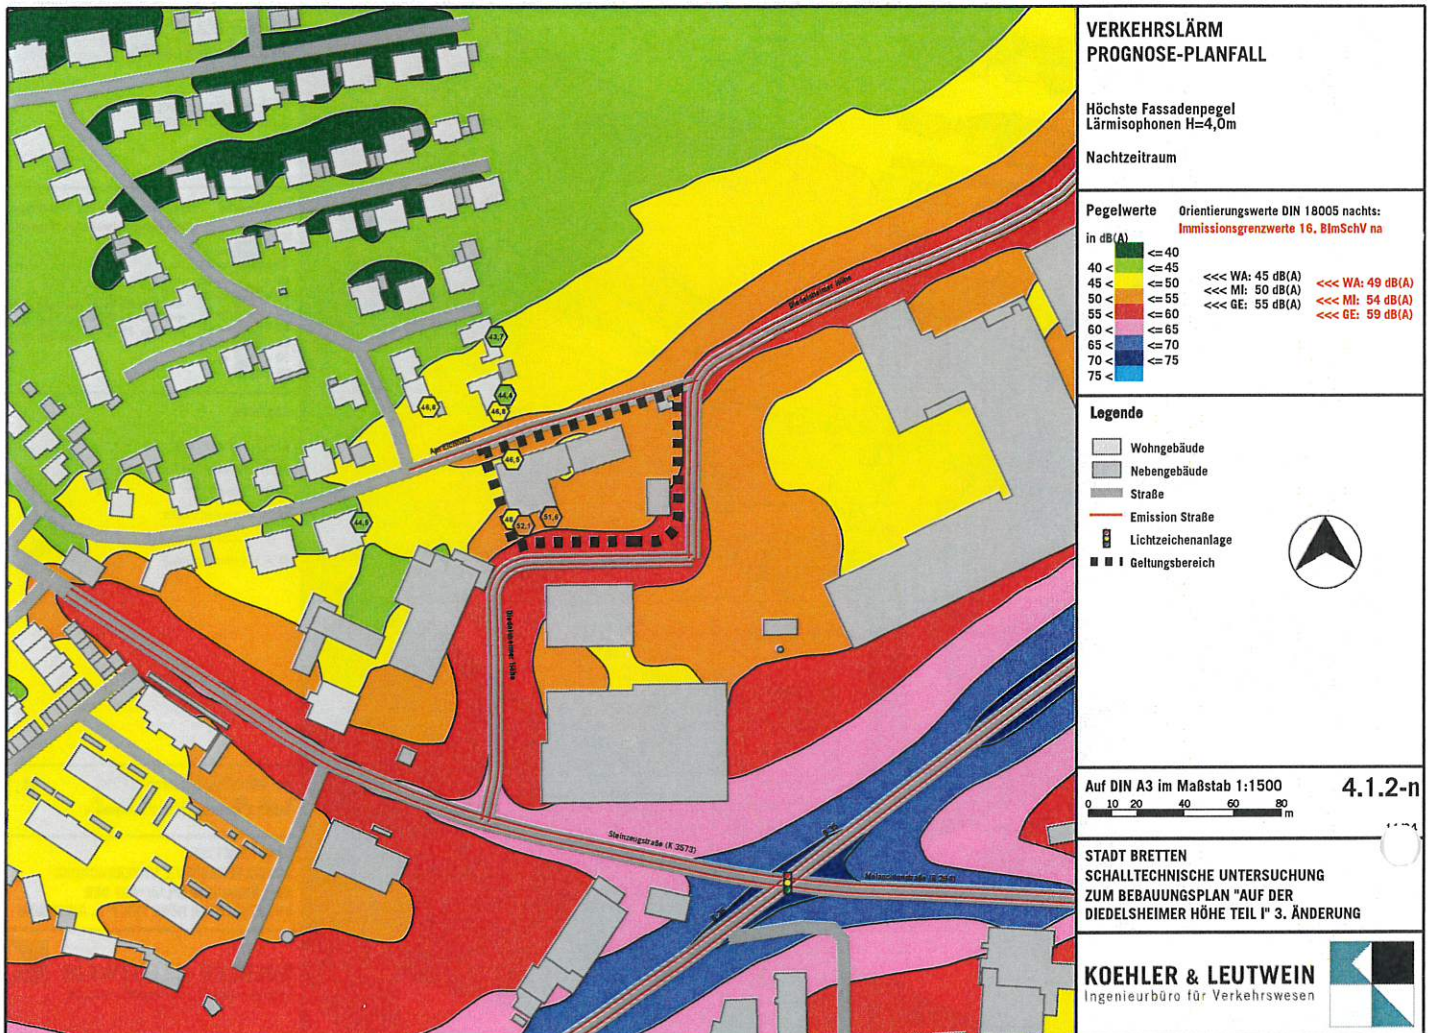 VERKEHRSLÄRM
PROGNOSE-PLANFALL
Höchste Fassadenpegel
Lärmisophonen H=4,0m
Nachtzeitraum
Pegelwerte
in dB(A)
Orientierungswerte DIN 18005 nachts:
Immissionsgrenzwerte 16. BImSchV na
<= 40
40 < <= 45
45 < <= 50
50 < <= 55
55 < <= 60
60 < <= 65
65 < <= 70
70 < <= 75
75 <
<<< WA: 45 dB(A)
<<< MI: 50 dB(A)
<<< GE: 55 dB(A)
<<< WA: 49 dB(A)
<<< MI: 54 dB(A)
<<< GE: 59 dB(A)
Legende
Wohngebäude
Nebengebäude
Straße
Emission Straße
Lichtzeichenanlage
Geltungsbereich
Auf DIN A3 im Maßstab 1:1500
4.1.2-n
0 10 20 40 60 80
m
STADT BRETTEN
SCHALLTECHNISCHE UNTERSUCHUNG
ZUM BEBAUUNGSPLAN "AUF DER
DIEDELSHEIMER HÖHE TEIL I" 3. ÄNDERUNG
KOEHLER & LEUTWEIN
Ingenieurbüro für Verkehrswesen
Diedelsheimer Höhe
43,7
44,4
46,8
46,5
52,1
51,6
Diedelsheimer Höhe
Steinzeugstraße (K 3573)